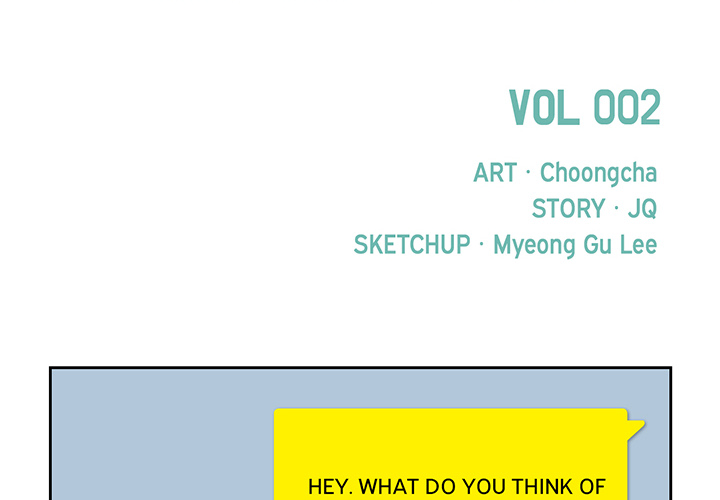 VOL 002
ART · Choongcha
STORY · JQ
SKETCHUP · Myeong Gu Lee
HEY. WHAT DO YOU THINK OF